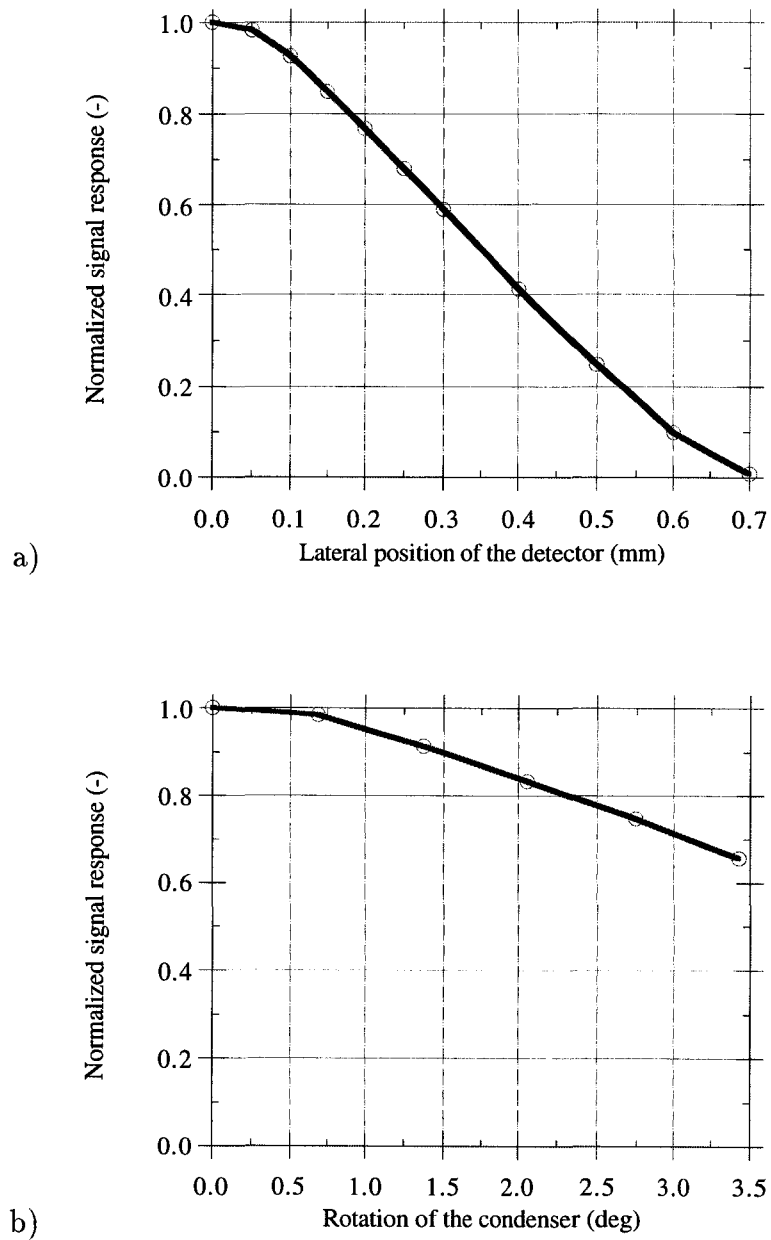 1.0
0.8
0.6
0.4
0.2
0.0
Normalized signal response (-)
0.0 0.1 0.2 0.3 0.4 0.5 0.6 0.7
Lateral position of the detector (mm)
a)
1.0
0.8
0.6
0.4
0.2
0.0
Normalized signal response (-)
0.0 0.5 1.0 1.5 2.0 2.5 3.0 3.5
Rotation of the condenser (deg)
b)